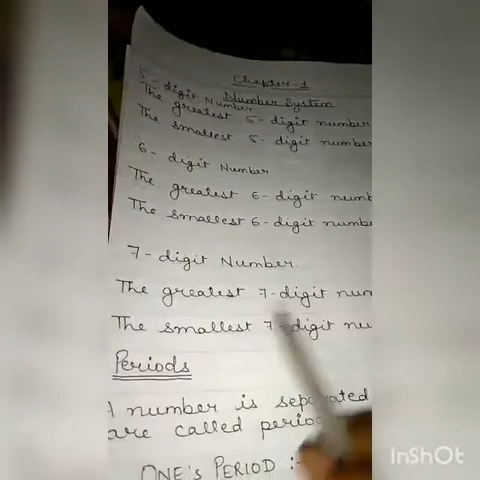 Chapter-1
Number System
5-digit Number
The greatest 5-digit number
The smallest 5-digit number
6-digit Number
The greatest 6-digit numb
The smallest 6-digit numbe
7-digit Number.
The greatest 7-digit num
The smallest 7-digit nu
Periods
A number is separated
are called perio
ONE'S PERIOD :-
InShOt